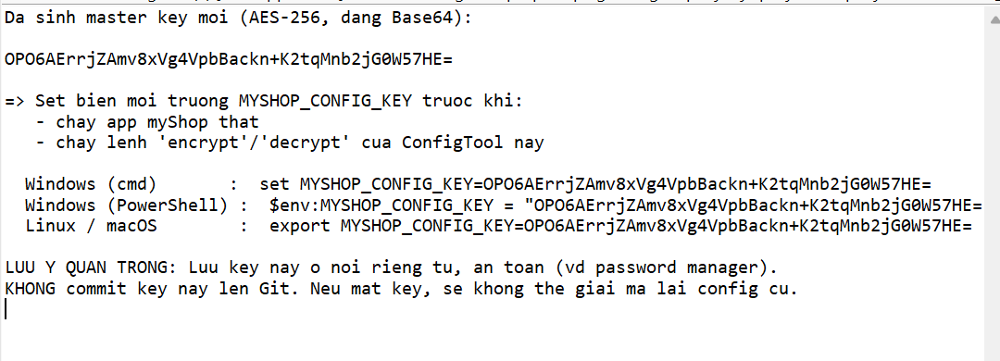 Da sinh master key moi (AES-256, dang Base64):
OPO6AErrjZAmv8xVg4VpbBackn+K2tqMnb2jG0W57HE=
=> Set bien moi truong MYSHOP_CONFIG_KEY truoc khi:
- chay app myShop that
- chay lenh 'encrypt'/'decrypt' cua ConfigTool nay
Windows (cmd) : set MYSHOP_CONFIG_KEY=OPO6AErrjZAmv8xVg4VpbBackn+K2tqMnb2jG0W57HE=
Windows (PowerShell) : $env:MYSHOP_CONFIG_KEY = "OPO6AErrjZAmv8xVg4VpbBackn+K2tqMnb2jG0W57HE=
Linux / macOS : export MYSHOP_CONFIG_KEY=OPO6AErrjZAmv8xVg4VpbBackn+K2tqMnb2jG0W57HE=
LUU Y QUAN TRONG: Luu key nay o noi rieng tu, an toan (vd password manager).
KHONG commit key nay len Git. Neu mat key, se khong the giai ma lai config cu.